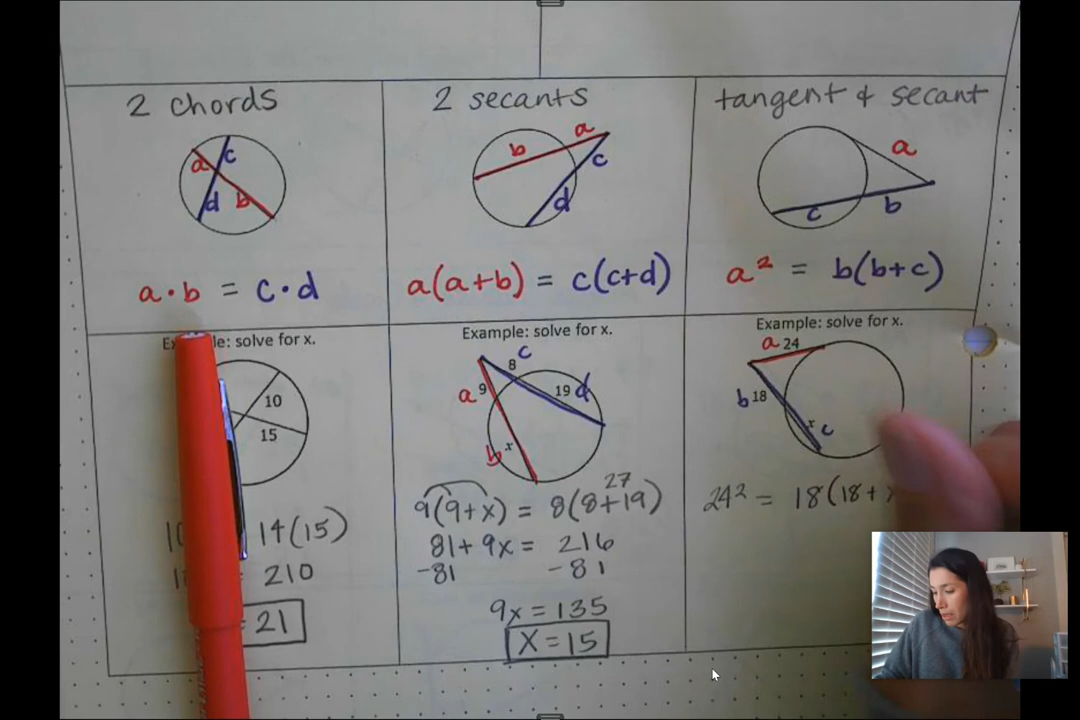 2 chords
a
c
d
b
a · b = c · d
2 secants
a
b
c
d
a(a+b) = c(c+d)
tangent & secant
a
c
b
a² = b(b+c)
le: solve for x.
10
15
14(15)
210
21
Example: solve for x.
c
8
a 9
19 d
b x
27
9(9+x) = 8(8+19)
81 + 9x = 216
-81 -81
9x = 135
x = 15
Example: solve for x.
a 24
b 18
x c
24² = 18(18+